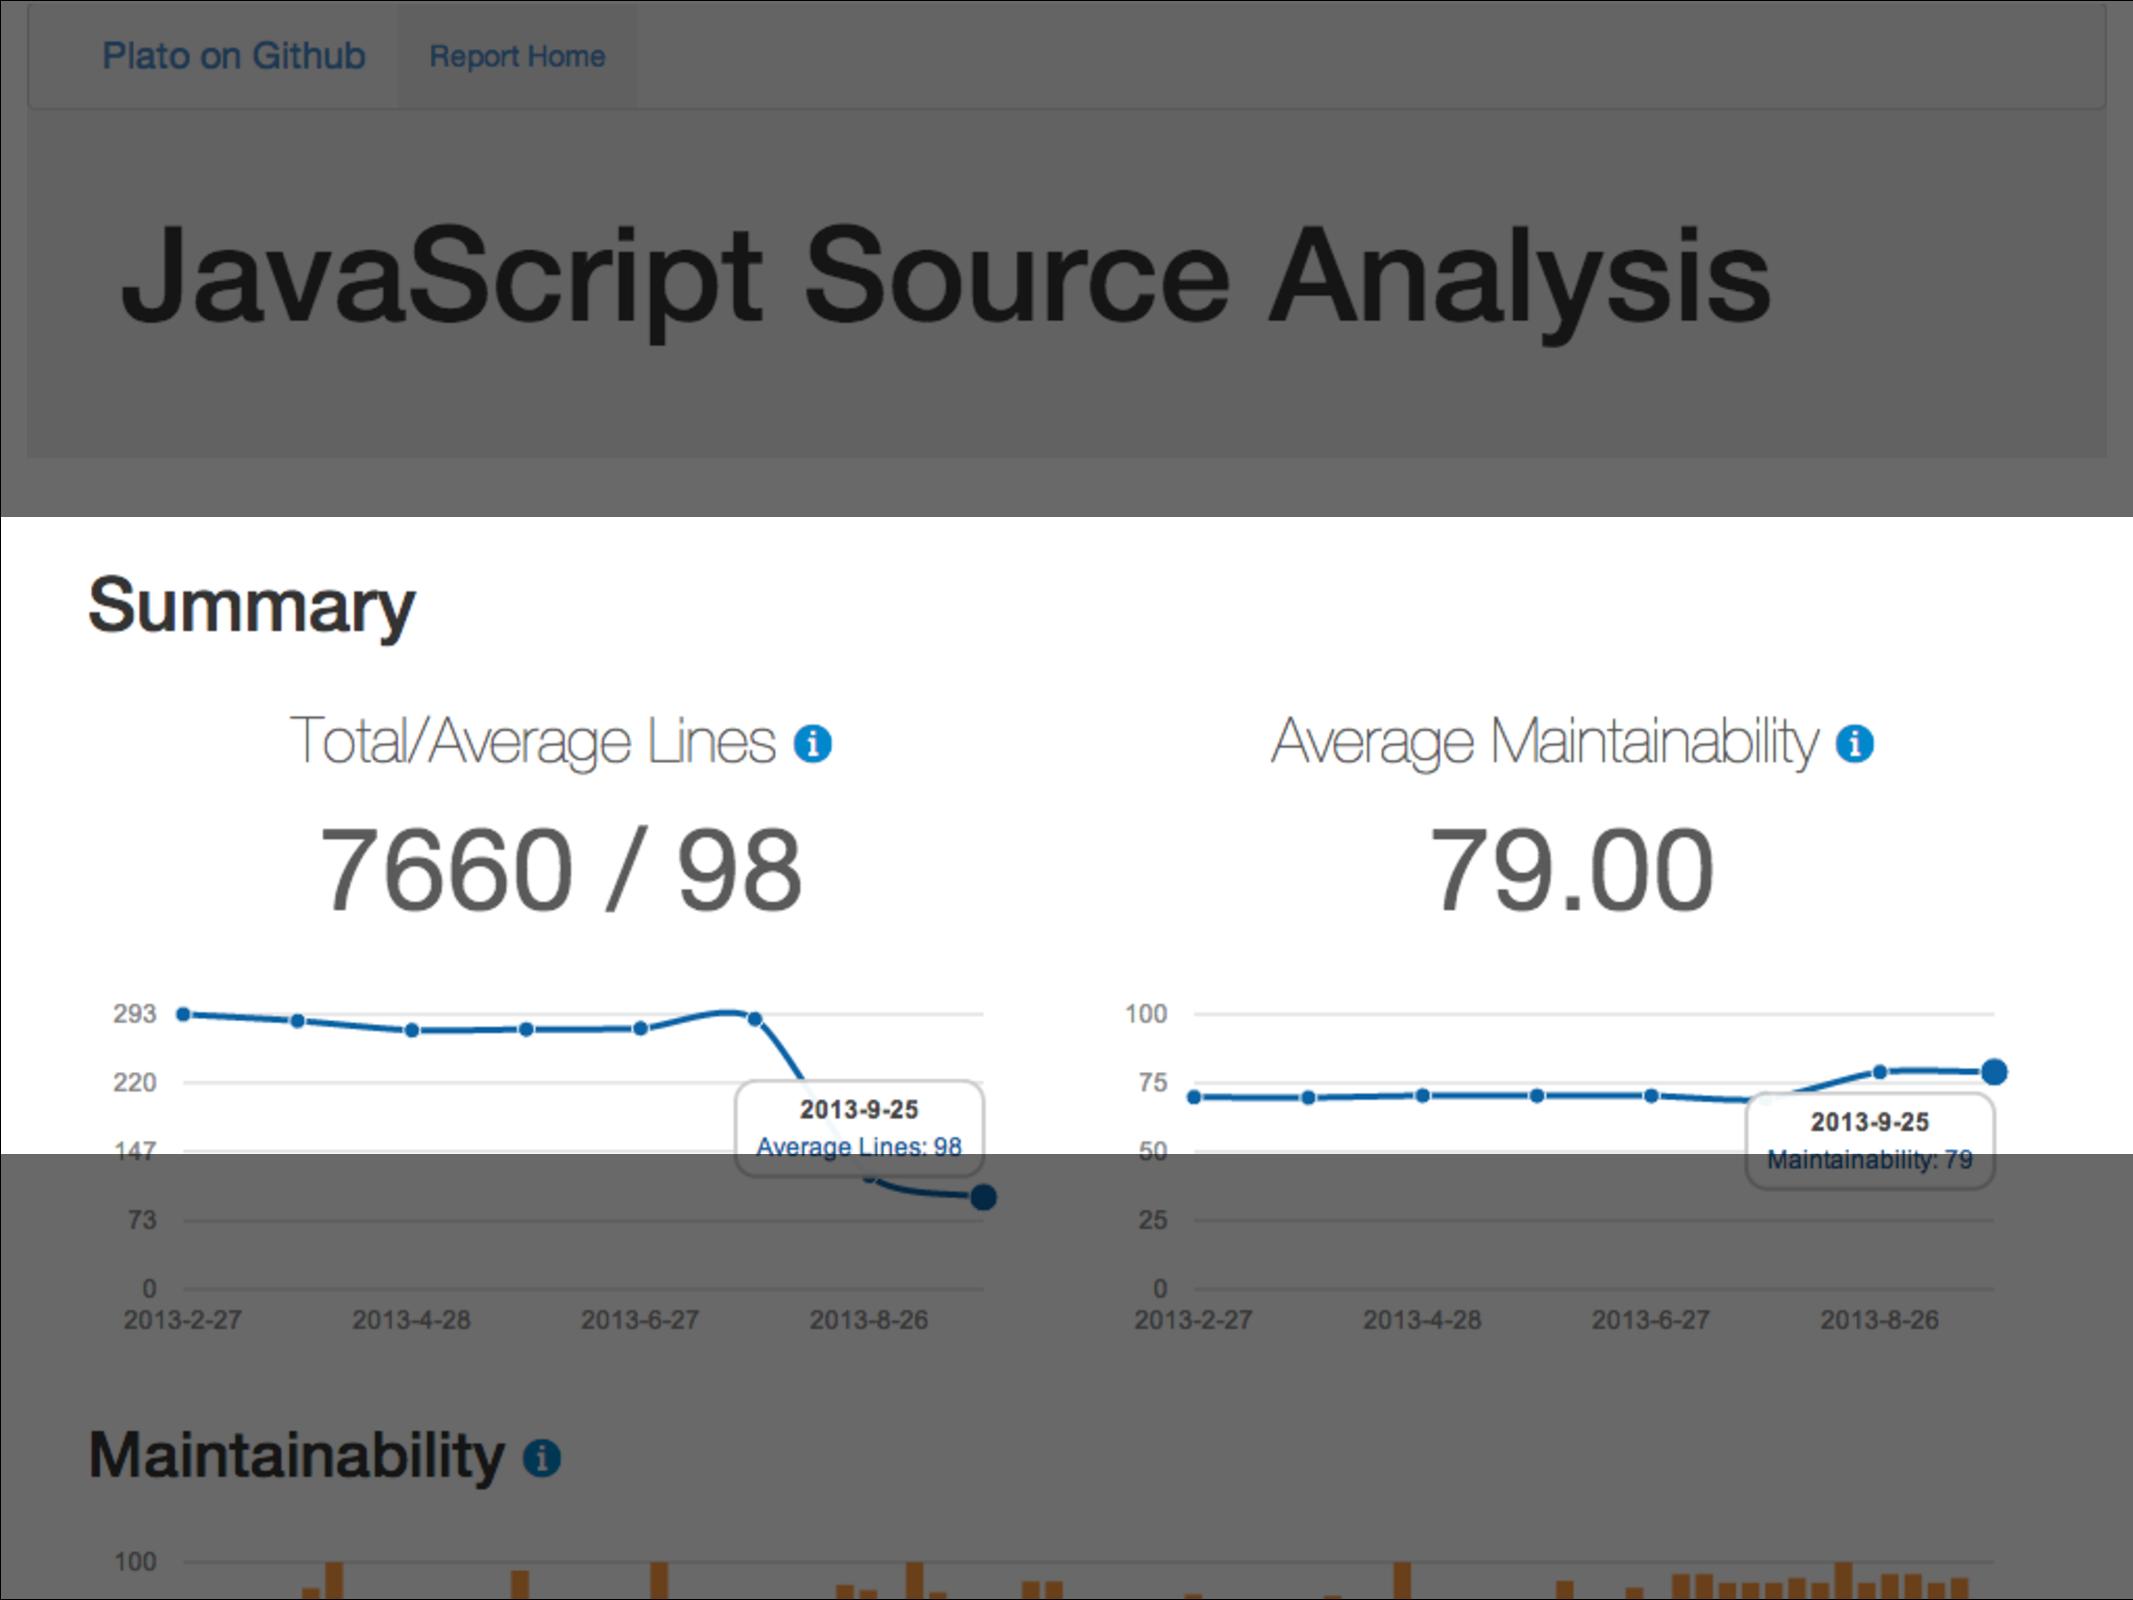 Plato on Github Report Home
JavaScript Source Analysis
Summary
Total/Average Lines i
7660 / 98
Average Maintainability i
79.00
293
220
147
73
0
2013-9-25
Average Lines: 98
2013-2-27 2013-4-28 2013-6-27 2013-8-26
100
75
50
25
0
2013-9-25
Maintainability: 79
2013-2-27 2013-4-28 2013-6-27 2013-8-26
Maintainability i
100